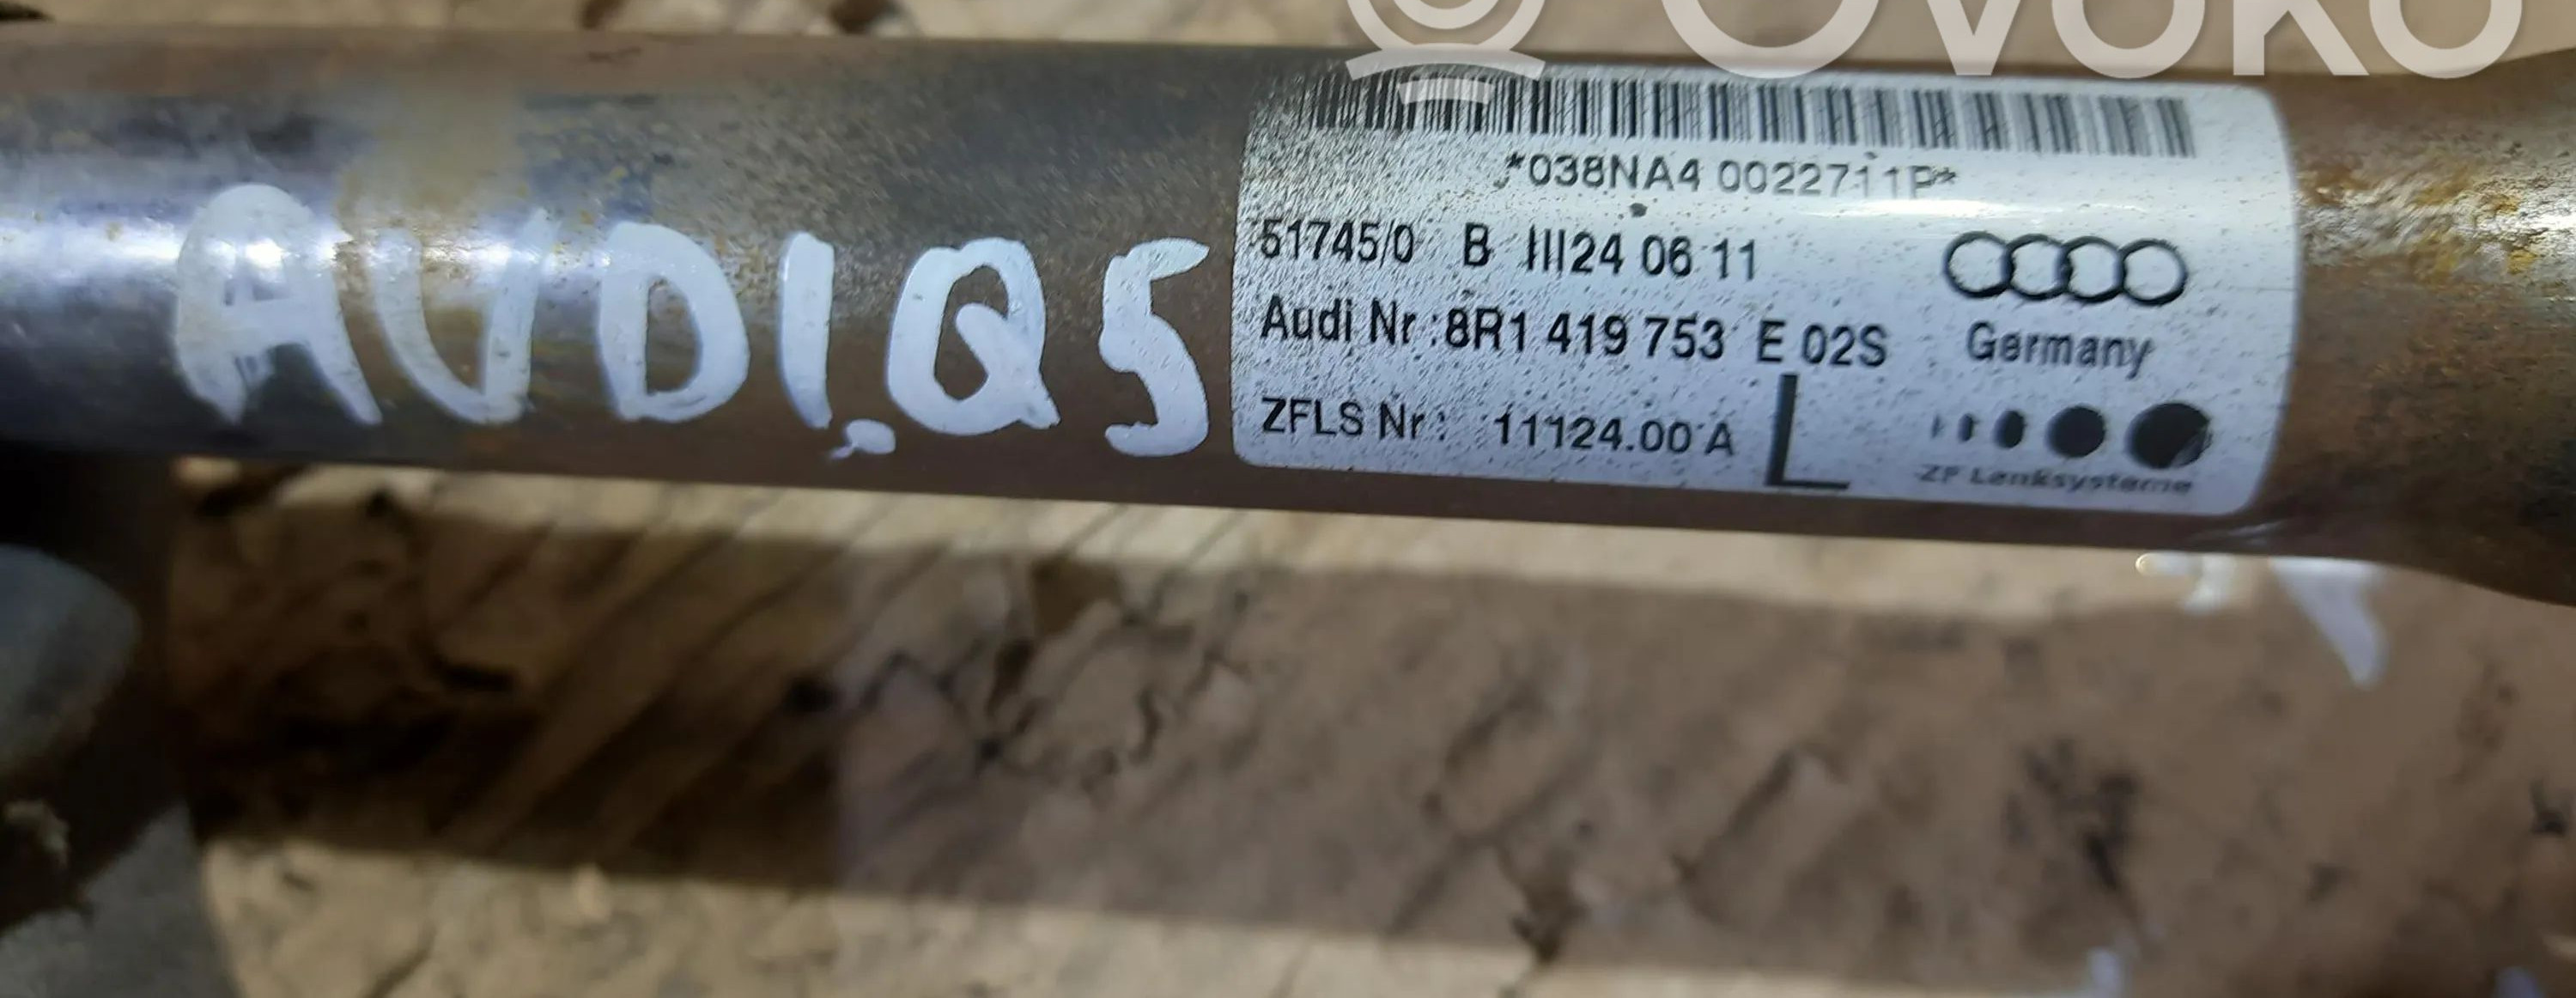 OVOKO
AUDI.Q5
*038NA4 0022711P*
51745/0 B III24 06 11
Audi Nr :8R1 419 753 E 02S
Germany
ZFLS Nr: 11124.00 A
L
ZF Lenksysteme